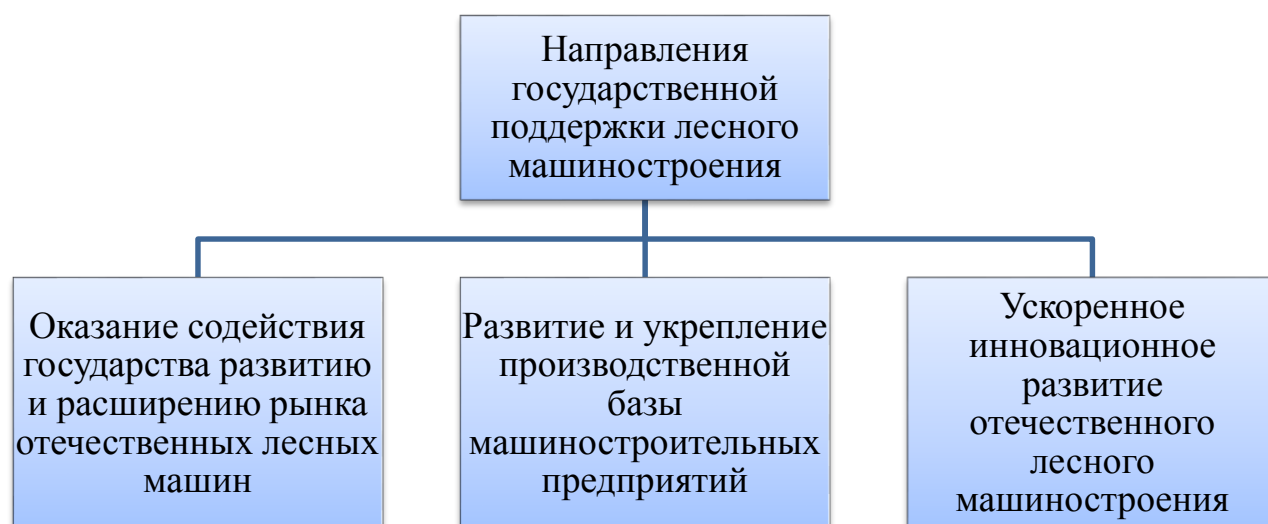 Направления
государственной
поддержки лесного
машиностроения
Оказание содействия
государства развитию
и расширению рынка
отечественных лесных
машин
Развитие и укрепление
производственной
базы
машиностроительных
предприятий
Ускоренное
инновационное
развитие
отечественного
лесного
машиностроения